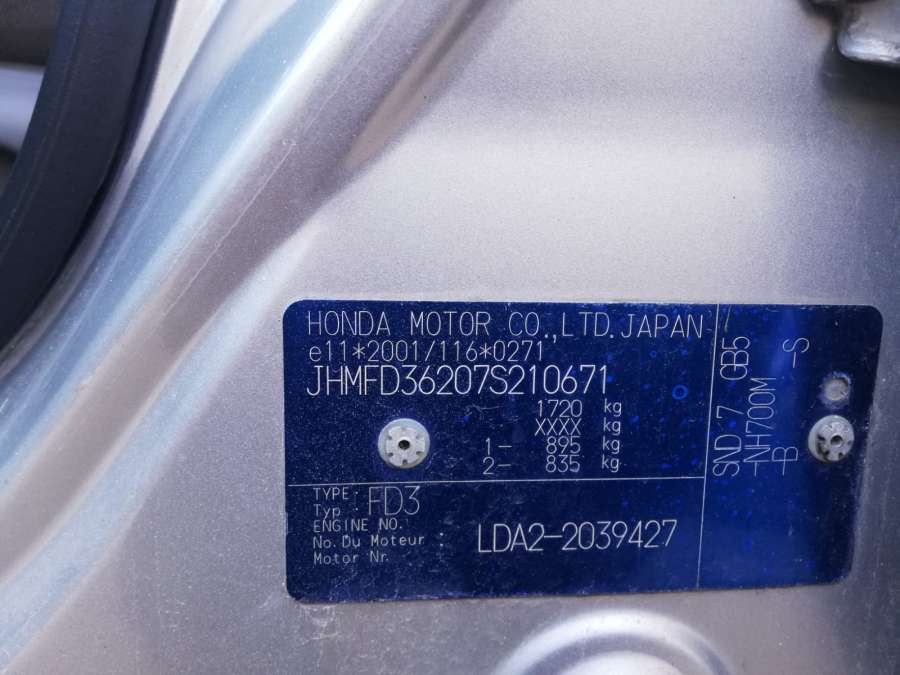 HONDA MOTOR CO.,LTD.JAPAN
e11*2001/116*0271
JHMFD36207S210671
1720 kg
XXXX kg
1- 895 kg
2- 835 kg
TYPE :
Typ : FD3
ENGINE NO.
No. Du Moteur : LDA2-2039427
Motor Nr.
SND 7 GB5
-NH700M -S
-B